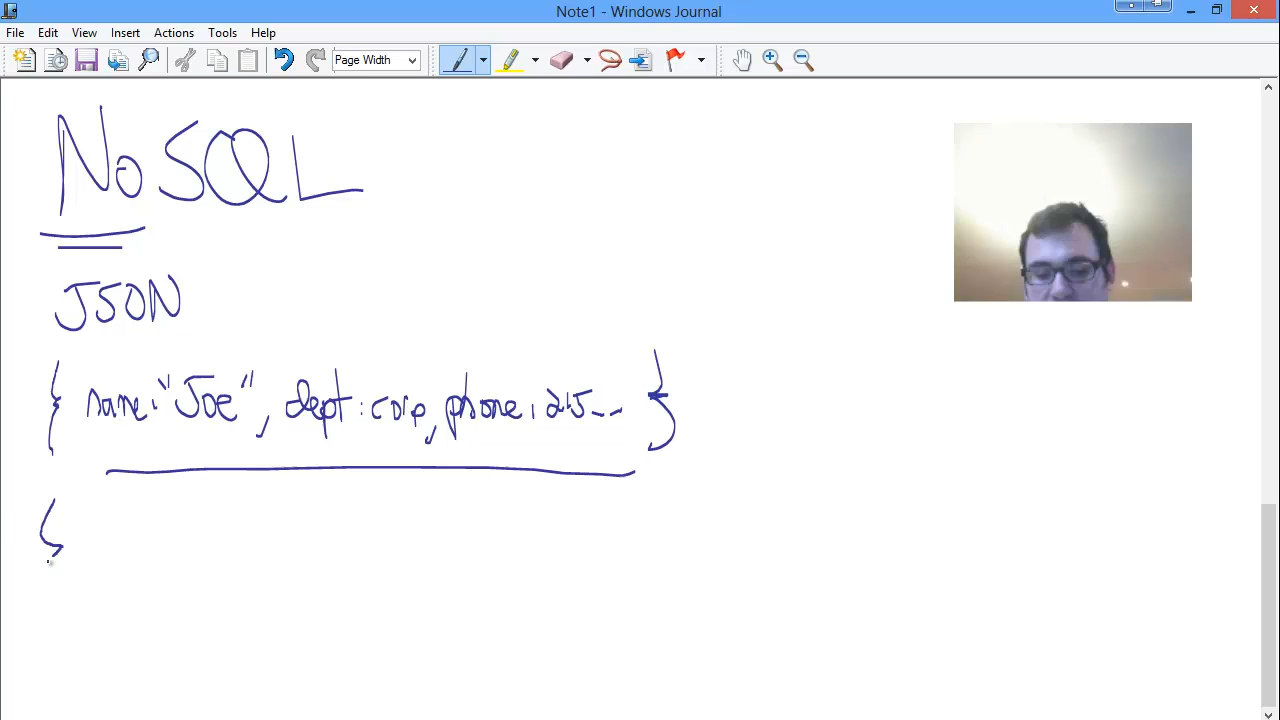 Note1 - Windows Journal
File Edit View Insert Actions Tools Help
Page Width
NoSQL
JSON
{ name: "Joe", dept: corp, phone: 215-- }
{